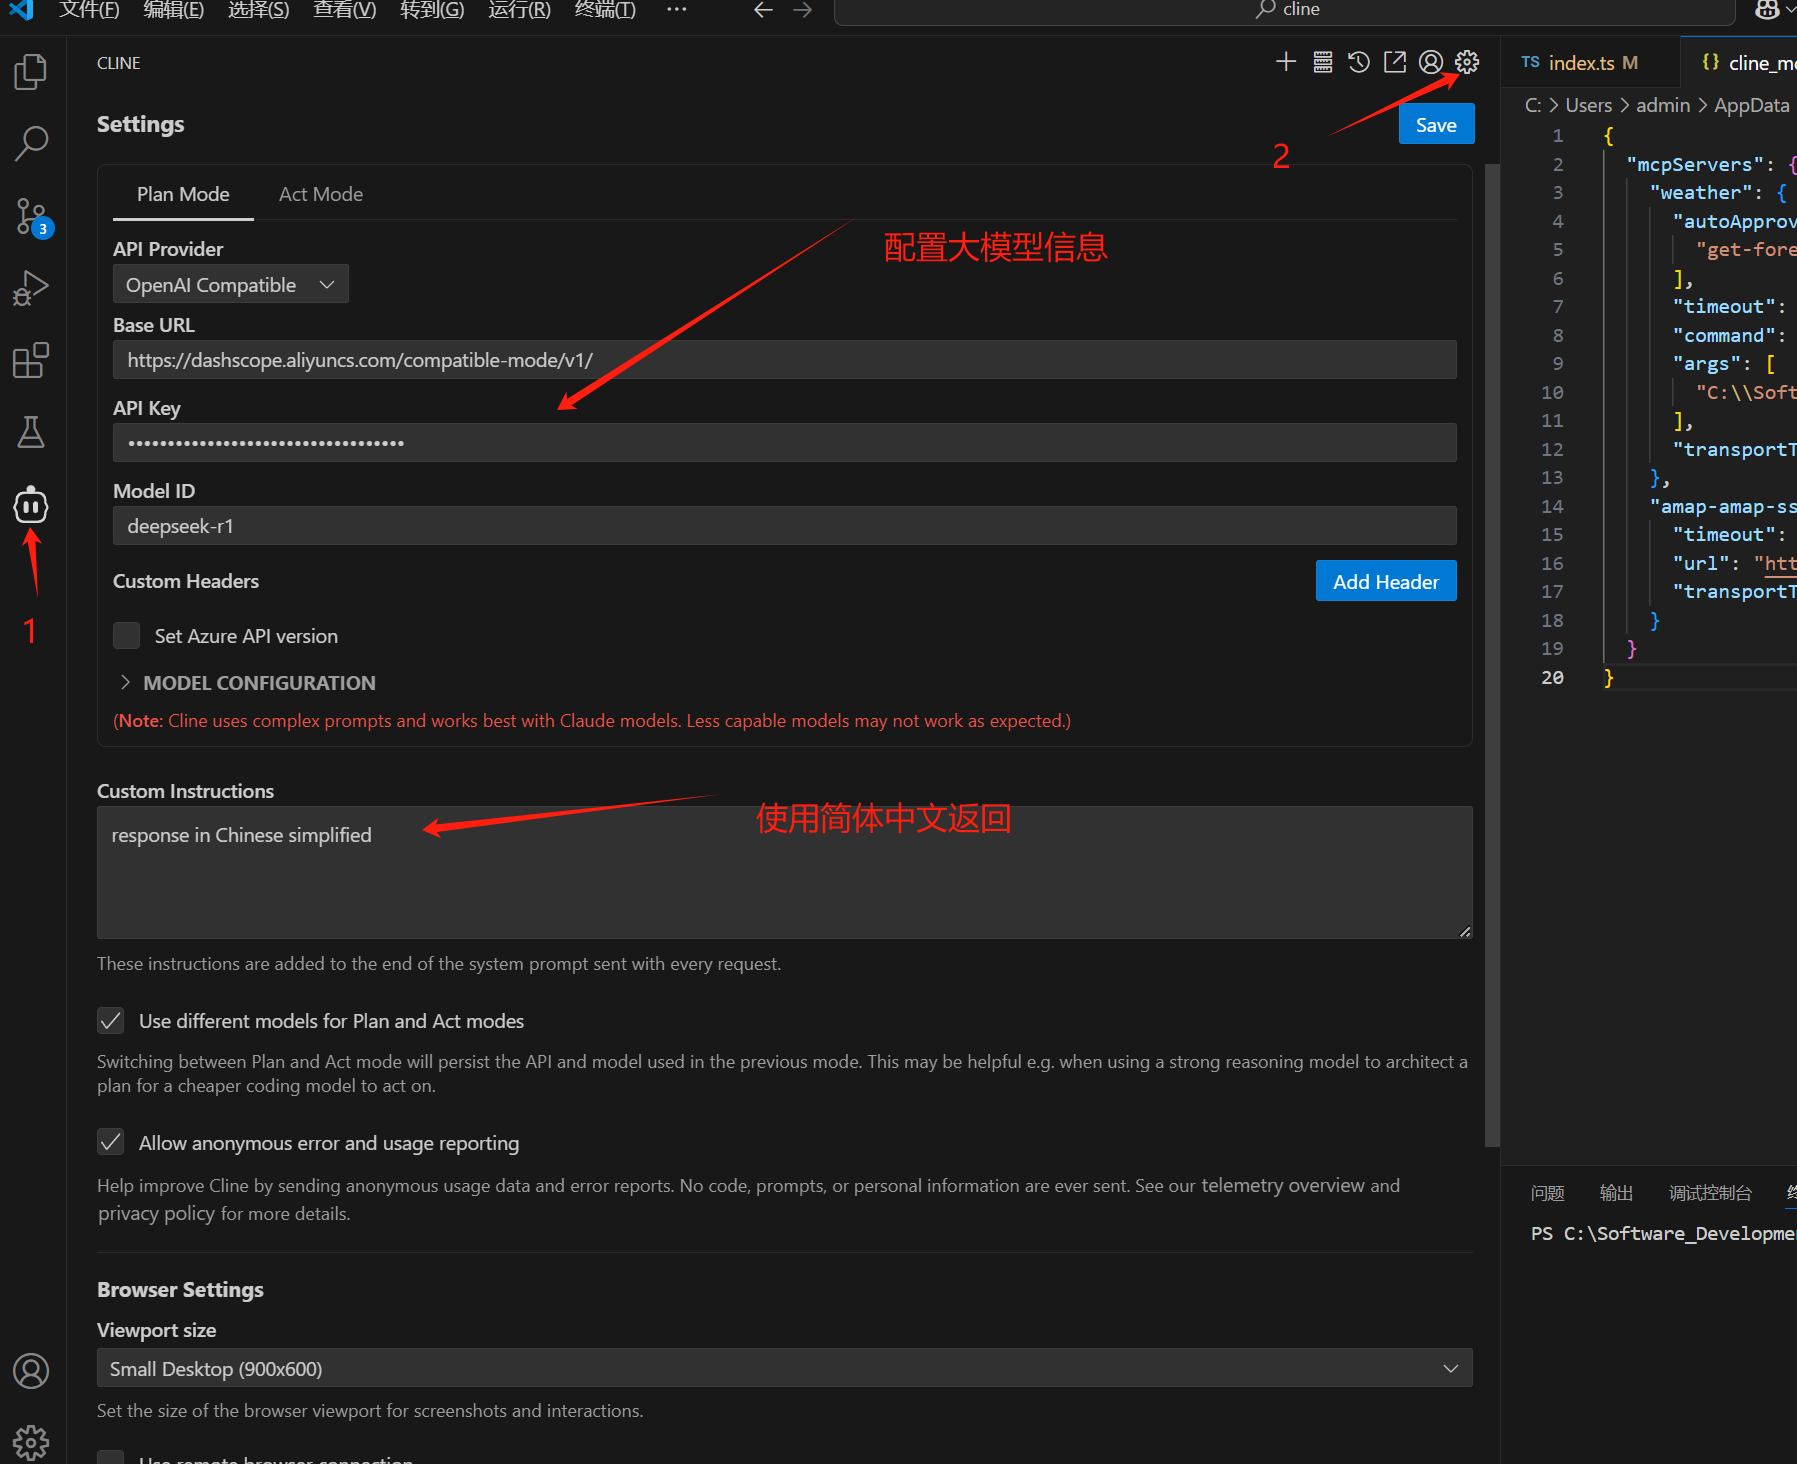 文件(F) 编辑(E) 选择(S) 查看(V) 转到(G) 运行(R) 终端(T) ··· cline
CLINE
Settings
Save
2
Plan Mode Act Mode
配置大模型信息
API Provider
OpenAI Compatible
Base URL
https://dashscope.aliyuncs.com/compatible-mode/v1/
API Key
••••••••••••••••••••••••••••••••••
Model ID
deepseek-r1
Custom Headers
Add Header
Set Azure API version
MODEL CONFIGURATION
(Note: Cline uses complex prompts and works best with Claude models. Less capable models may not work as expected.)
Custom Instructions
response in Chinese simplified
使用简体中文返回
These instructions are added to the end of the system prompt sent with every request.
Use different models for Plan and Act modes
Switching between Plan and Act mode will persist the API and model used in the previous mode. This may be helpful e.g. when using a strong reasoning model to architect a
plan for a cheaper coding model to act on.
Allow anonymous error and usage reporting
Help improve Cline by sending anonymous usage data and error reports. No code, prompts, or personal information are ever sent. See our telemetry overview and
privacy policy for more details.
Browser Settings
Viewport size
Small Desktop (900x600)
Set the size of the browser viewport for screenshots and interactions.
Use remote browser connection
3
1
TS index.ts M {} cline_mc
C: > Users > admin > AppData
1 {
2 "mcpServers": {
3 "weather": {
4 "autoApprov
5 "get-fore
6 ],
7 "timeout":
8 "command":
9 "args": [
10 "C:\\Soft
11 ],
12 "transportT
13 },
14 "amap-amap-ss
15 "timeout":
16 "url": "htt
17 "transportT
18 }
19 }
20 }
问题 输出 调试控制台
PS C:\Software_Developme